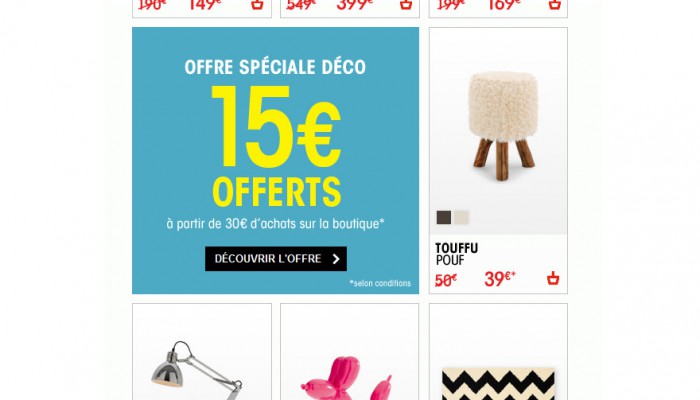 190€ 149€
549€ 399€
199€ 169€
OFFRE SPÉCIALE DÉCO
15€
OFFERTS
à partir de 30€ d'achats sur la boutique*
DÉCOUVRIR L'OFFRE
*selon conditions
TOUFFU
POUF
50€ 39€*